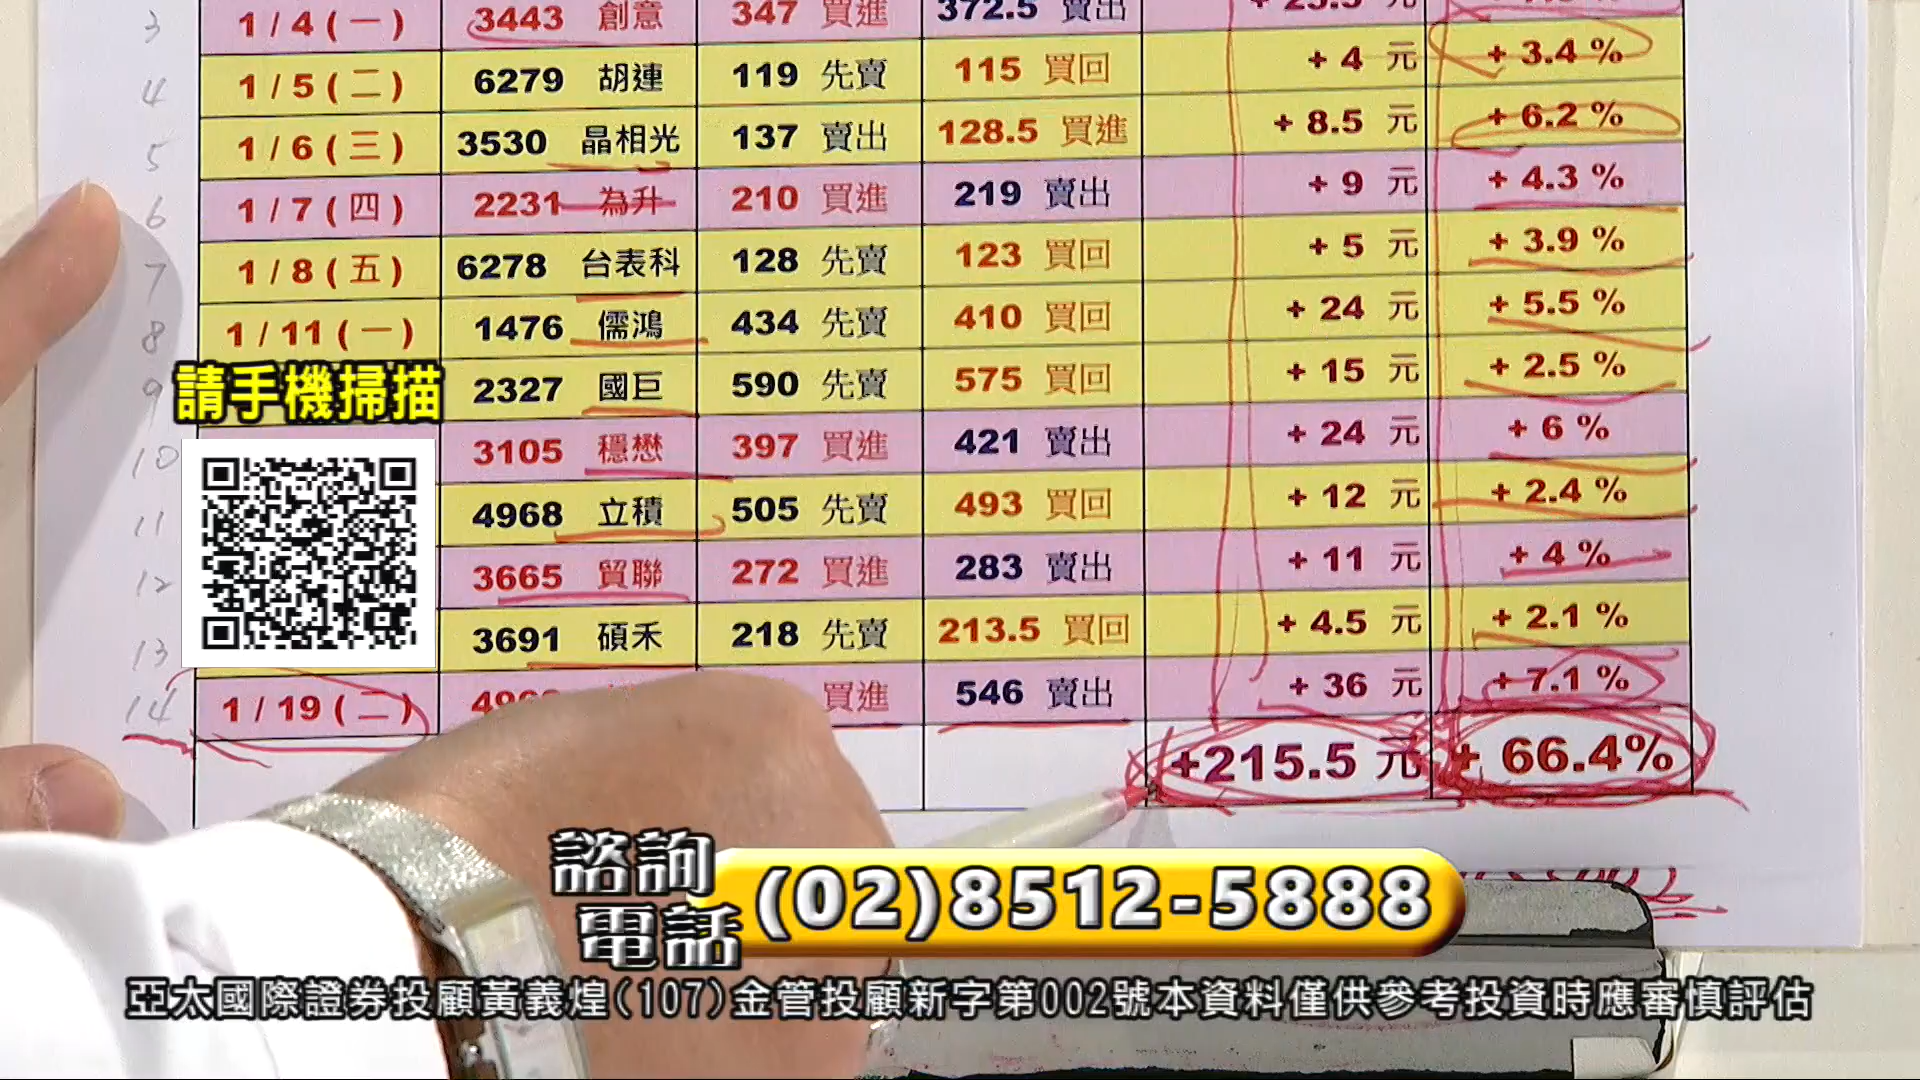 3 1/4(一) 3443 創意 347 買進 372.5 賣出
4 1/5(二) 6279 胡連 119 先賣 115 買回 +4 元 +3.4%
5 1/6(三) 3530 晶相光 137 賣出 128.5 買進 +8.5 元 +6.2%
6 1/7(四) 2231 為升 210 買進 219 賣出 +9 元 +4.3%
7 1/8(五) 6278 台表科 128 先賣 123 買回 +5 元 +3.9%
8 1/11(一) 1476 儒鴻 434 先賣 410 買回 +24 元 +5.5%
9 2327 國巨 590 先賣 575 買回 +15 元 +2.5%
10 3105 穩懋 397 買進 421 賣出 +24 元 +6%
11 4968 立積 505 先賣 493 買回 +12 元 +2.4%
12 3665 貿聯 272 買進 283 賣出 +11 元 +4%
13 3691 碩禾 218 先賣 213.5 買回 +4.5 元 +2.1%
14 1/19(二) 買進 546 賣出 +36 元 +7.1%
+215.5 元 +66.4%
請手機掃描
諮詢
電話 (02)8512-5888
亞太國際證券投顧黃義煌(107)金管投顧新字第002號本資料僅供參考投資時應審慎評估